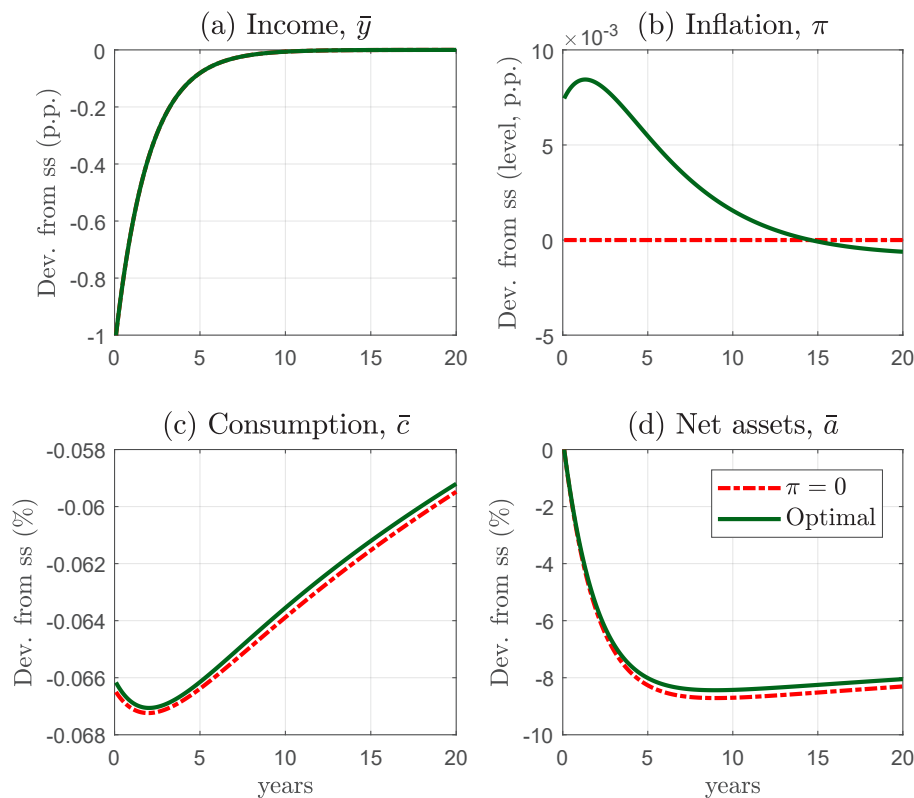 (a) Income, ȳ
Dev. from ss (p.p.)
0
-0.2
-0.4
-0.6
-0.8
-1
0 5 10 15 20
(b) Inflation, π
×10⁻³
Dev. from ss (level, p.p.)
10
5
0
-5
0 5 10 15 20
(c) Consumption, c̄
Dev. from ss (%)
-0.058
-0.06
-0.062
-0.064
-0.066
-0.068
0 5 10 15 20
years
(d) Net assets, ā
Dev. from ss (%)
0
-2
-4
-6
-8
-10
π = 0
Optimal
0 5 10 15 20
years